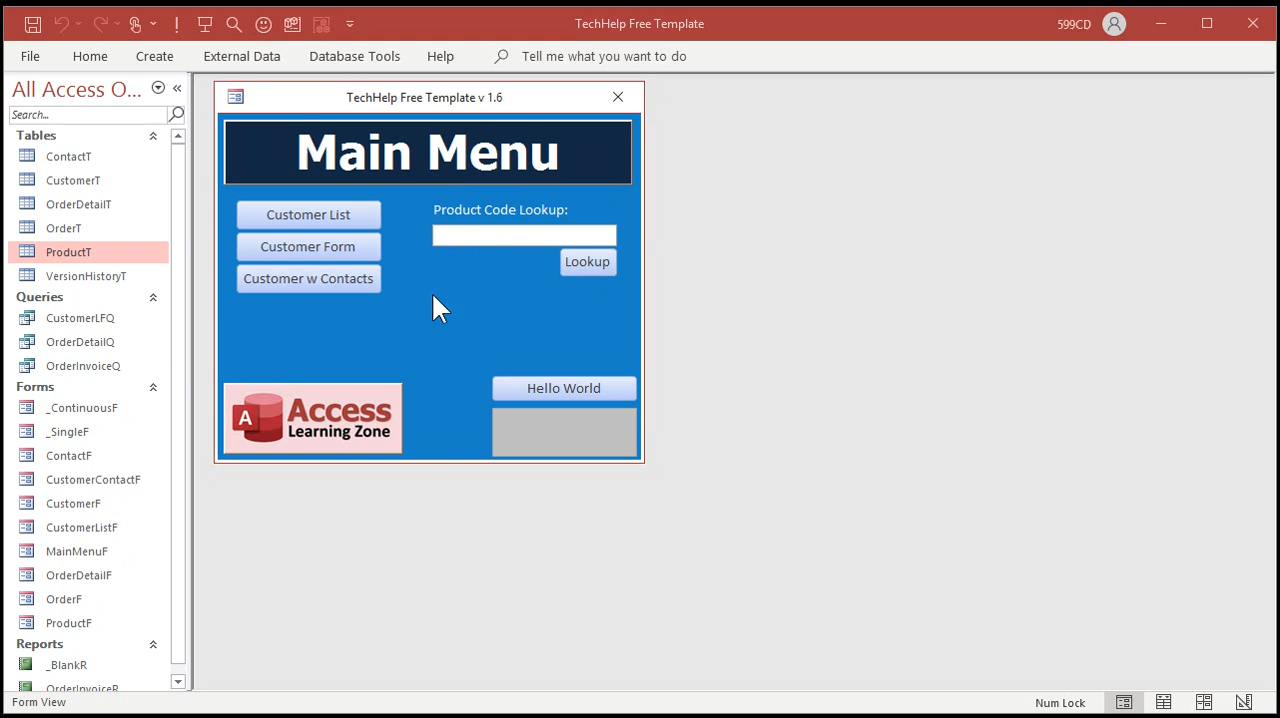 TechHelp Free Template
599CD
File
Home
Create
External Data
Database Tools
Help
Tell me what you want to do
All Access O...
Search...
Tables
ContactT
CustomerT
OrderDetailT
OrderT
ProductT
VersionHistoryT
Queries
CustomerLFQ
OrderDetailQ
OrderInvoiceQ
Forms
_ContinuousF
_SingleF
ContactF
CustomerContactF
CustomerF
CustomerListF
MainMenuF
OrderDetailF
OrderF
ProductF
Reports
_BlankR
OrderInvoiceR
TechHelp Free Template v 1.6
Main Menu
Customer List
Customer Form
Customer w Contacts
Product Code Lookup:
Lookup
Hello World
A
Access
Learning Zone
Form View
Num Lock